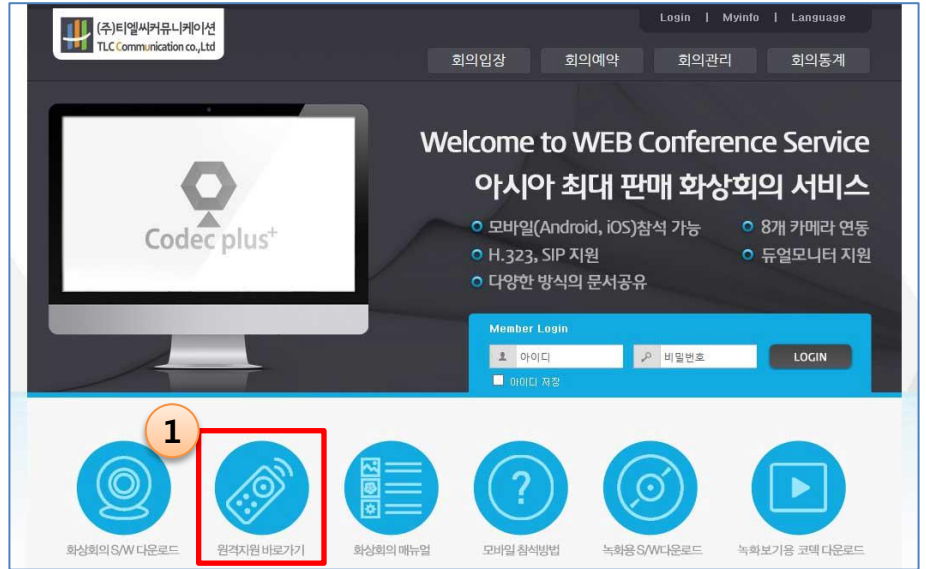 (주)티엘씨커뮤니케이션
TLC Communication co.,Ltd
Login | Myinfo | Language
회의입장 회의예약 회의관리 회의통계
Codec plus+
Welcome to WEB Conference Service
아시아 최대 판매 화상회의 서비스
모바일(Android, iOS)참석 가능 8개 카메라 연동
H.323, SIP 지원 듀얼모니터 지원
다양한 방식의 문서공유
Member Login
아이디 비밀번호 LOGIN
아이디 저장
1
?
화상회의 S/W 다운로드 원격지원 바로가기 화상회의 매뉴얼 모바일 참석방법 녹화용 S/W다운로드 녹화보기용 코덱 다운로드